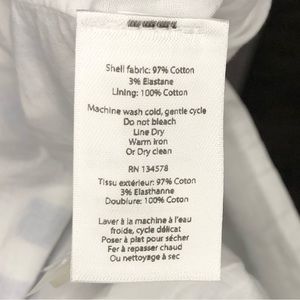 Shell fabric: 97% Cotton
3% Elastane
Lining: 100% Cotton
Machine wash cold, gentle cycle
Do not bleach
Line Dry
Warm iron
Or Dry clean
RN 134578
Tissu extérieur: 97% Coton
3% Elasthanne
Doublure: 100% Coton
Laver à la machine à l'eau
froide, cycle délicat
Poser à plat pour sécher
Fer à repasser chaud
Ou nettoyage à sec